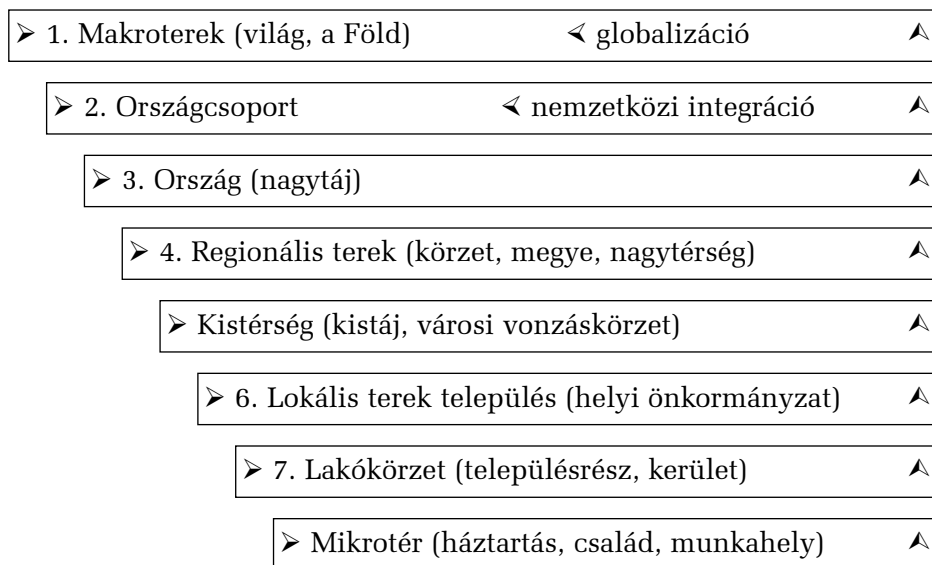 ➢ 1. Makroterek (világ, a Föld) ⮘ globalizáció ⮙
➢ 2. Országcsoport ⮘ nemzetközi integráció ⮙
➢ 3. Ország (nagytáj) ⮙
➢ 4. Regionális terek (körzet, megye, nagytérség) ⮙
➢ Kistérség (kistáj, városi vonzáskörzet) ⮙
➢ 6. Lokális terek település (helyi önkormányzat) ⮙
➢ 7. Lakókörzet (településrész, kerület) ⮙
➢ Mikrotér (háztartás, család, munkahely) ⮙